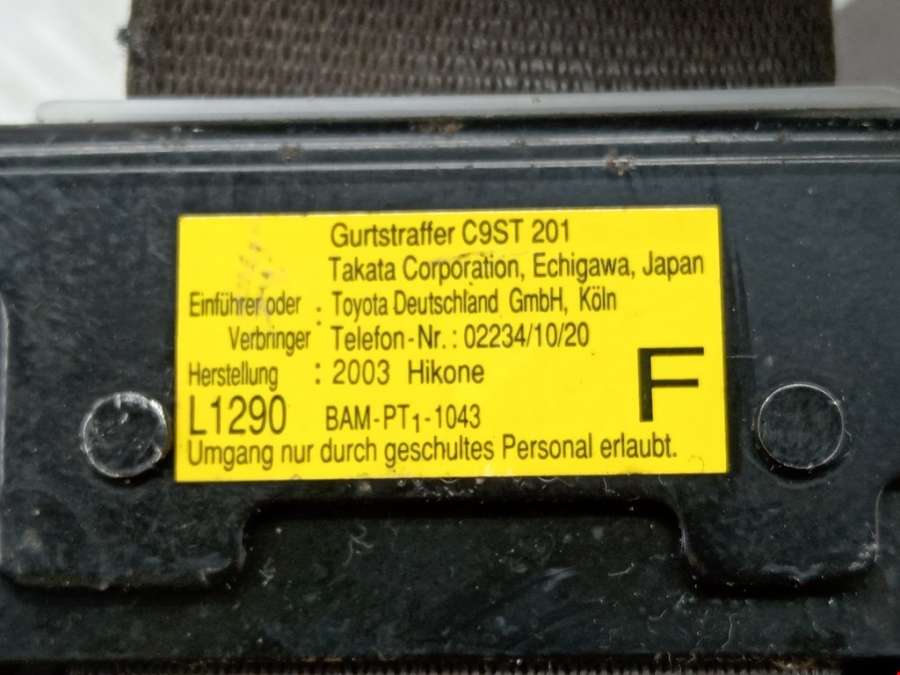 Gurtstraffer C9ST 201
Takata Corporation, Echigawa, Japan
Einführer oder : Toyota Deutschland GmbH, Köln
Verbringer Telefon-Nr.: 02234/10/20
Herstellung : 2003 Hikone
F
L1290 BAM-PT1-1043
Umgang nur durch geschultes Personal erlaubt.